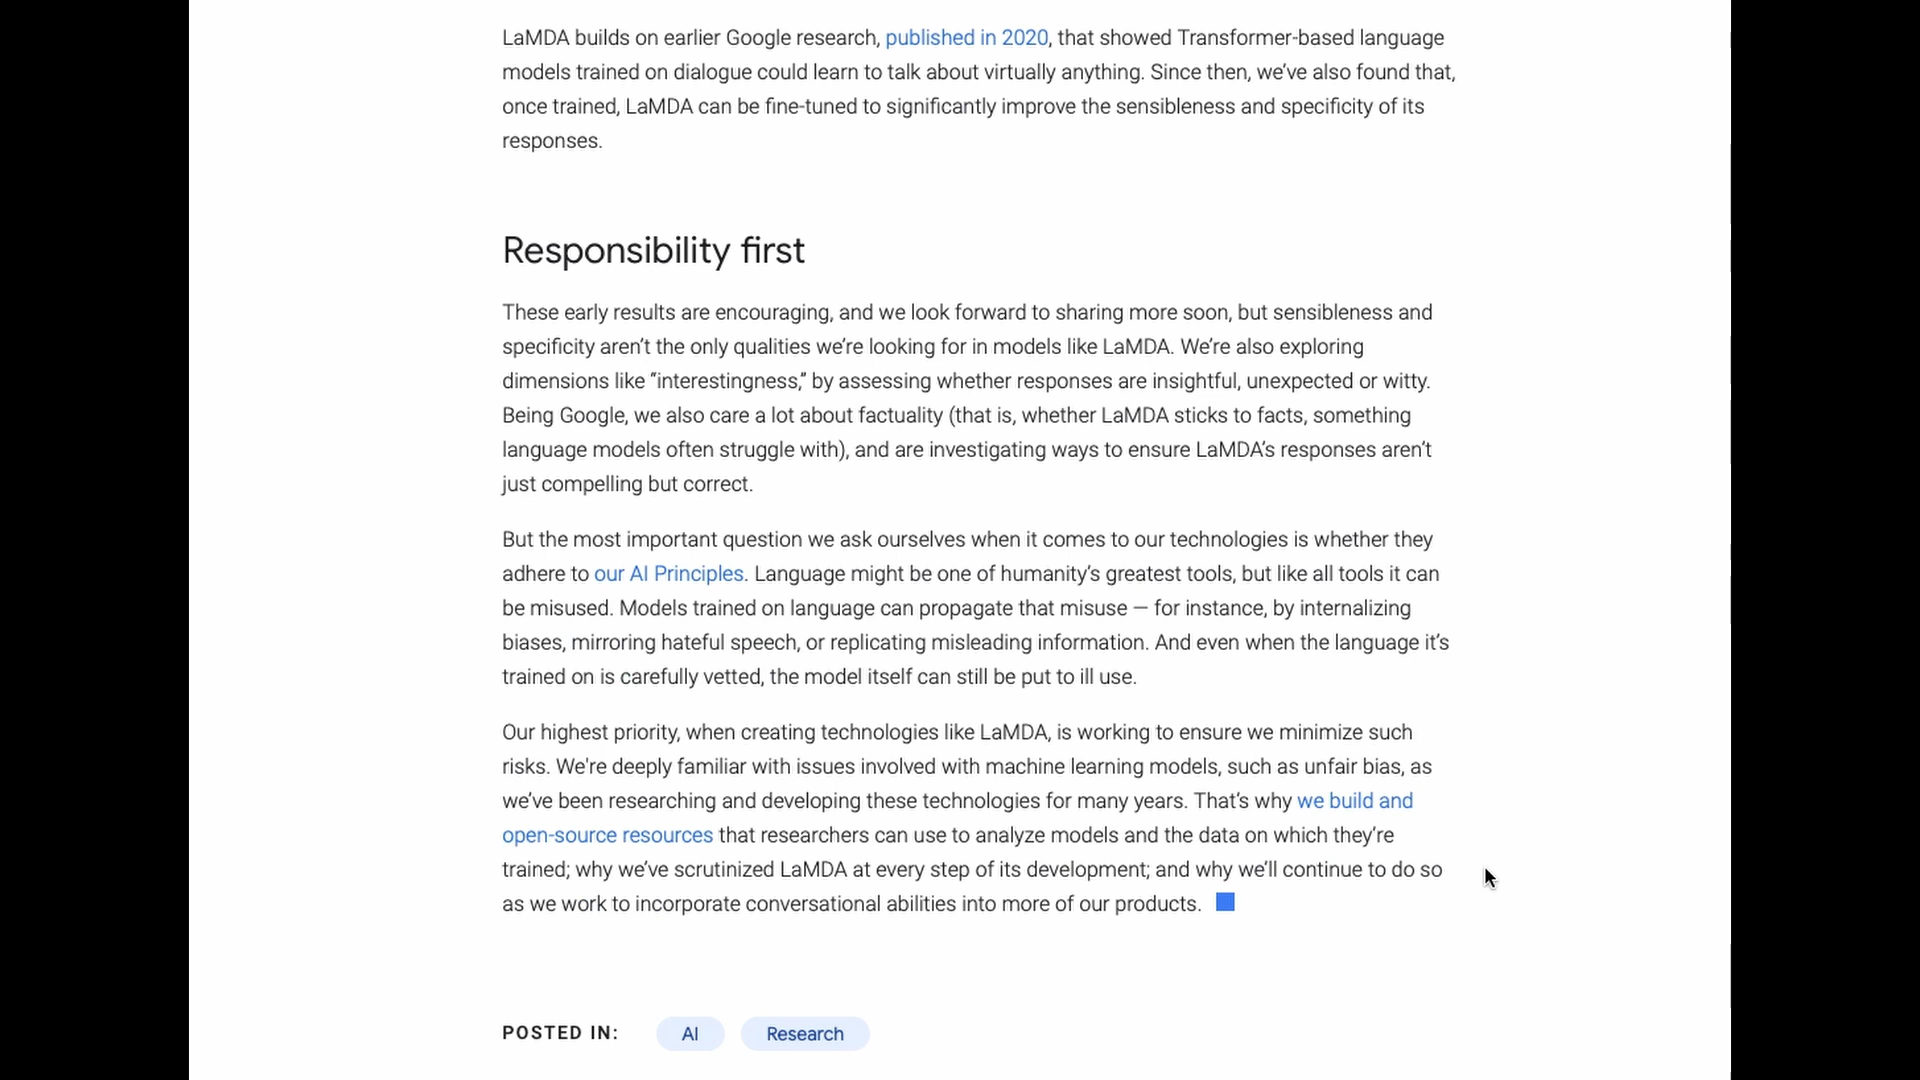 LaMDA builds on earlier Google research, published in 2020, that showed Transformer-based language
models trained on dialogue could learn to talk about virtually anything. Since then, we’ve also found that,
once trained, LaMDA can be fine-tuned to significantly improve the sensibleness and specificity of its
responses.
Responsibility first
These early results are encouraging, and we look forward to sharing more soon, but sensibleness and
specificity aren’t the only qualities we’re looking for in models like LaMDA. We’re also exploring
dimensions like “interestingness,” by assessing whether responses are insightful, unexpected or witty.
Being Google, we also care a lot about factuality (that is, whether LaMDA sticks to facts, something
language models often struggle with), and are investigating ways to ensure LaMDA’s responses aren’t
just compelling but correct.
But the most important question we ask ourselves when it comes to our technologies is whether they
adhere to our AI Principles. Language might be one of humanity’s greatest tools, but like all tools it can
be misused. Models trained on language can propagate that misuse — for instance, by internalizing
biases, mirroring hateful speech, or replicating misleading information. And even when the language it’s
trained on is carefully vetted, the model itself can still be put to ill use.
Our highest priority, when creating technologies like LaMDA, is working to ensure we minimize such
risks. We're deeply familiar with issues involved with machine learning models, such as unfair bias, as
we’ve been researching and developing these technologies for many years. That’s why we build and
open-source resources that researchers can use to analyze models and the data on which they’re
trained; why we’ve scrutinized LaMDA at every step of its development; and why we’ll continue to do so
as we work to incorporate conversational abilities into more of our products.
POSTED IN: AI Research